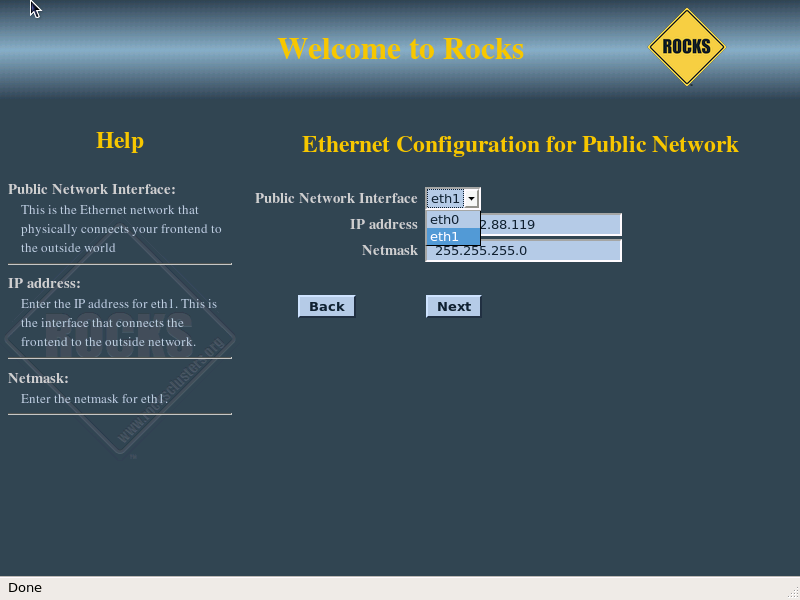 Welcome to Rocks
ROCKS
Help
Public Network Interface:
This is the Ethernet network that
physically connects your frontend to
the outside world
IP address:
Enter the IP address for eth1. This is
the interface that connects the
frontend to the outside network.
Netmask:
Enter the netmask for eth1.
ROCKS
www.rocksclusters.org
Ethernet Configuration for Public Network
Public Network Interface eth1
eth0
eth1
IP address 2.88.119
Netmask 255.255.255.0
Back Next
Done